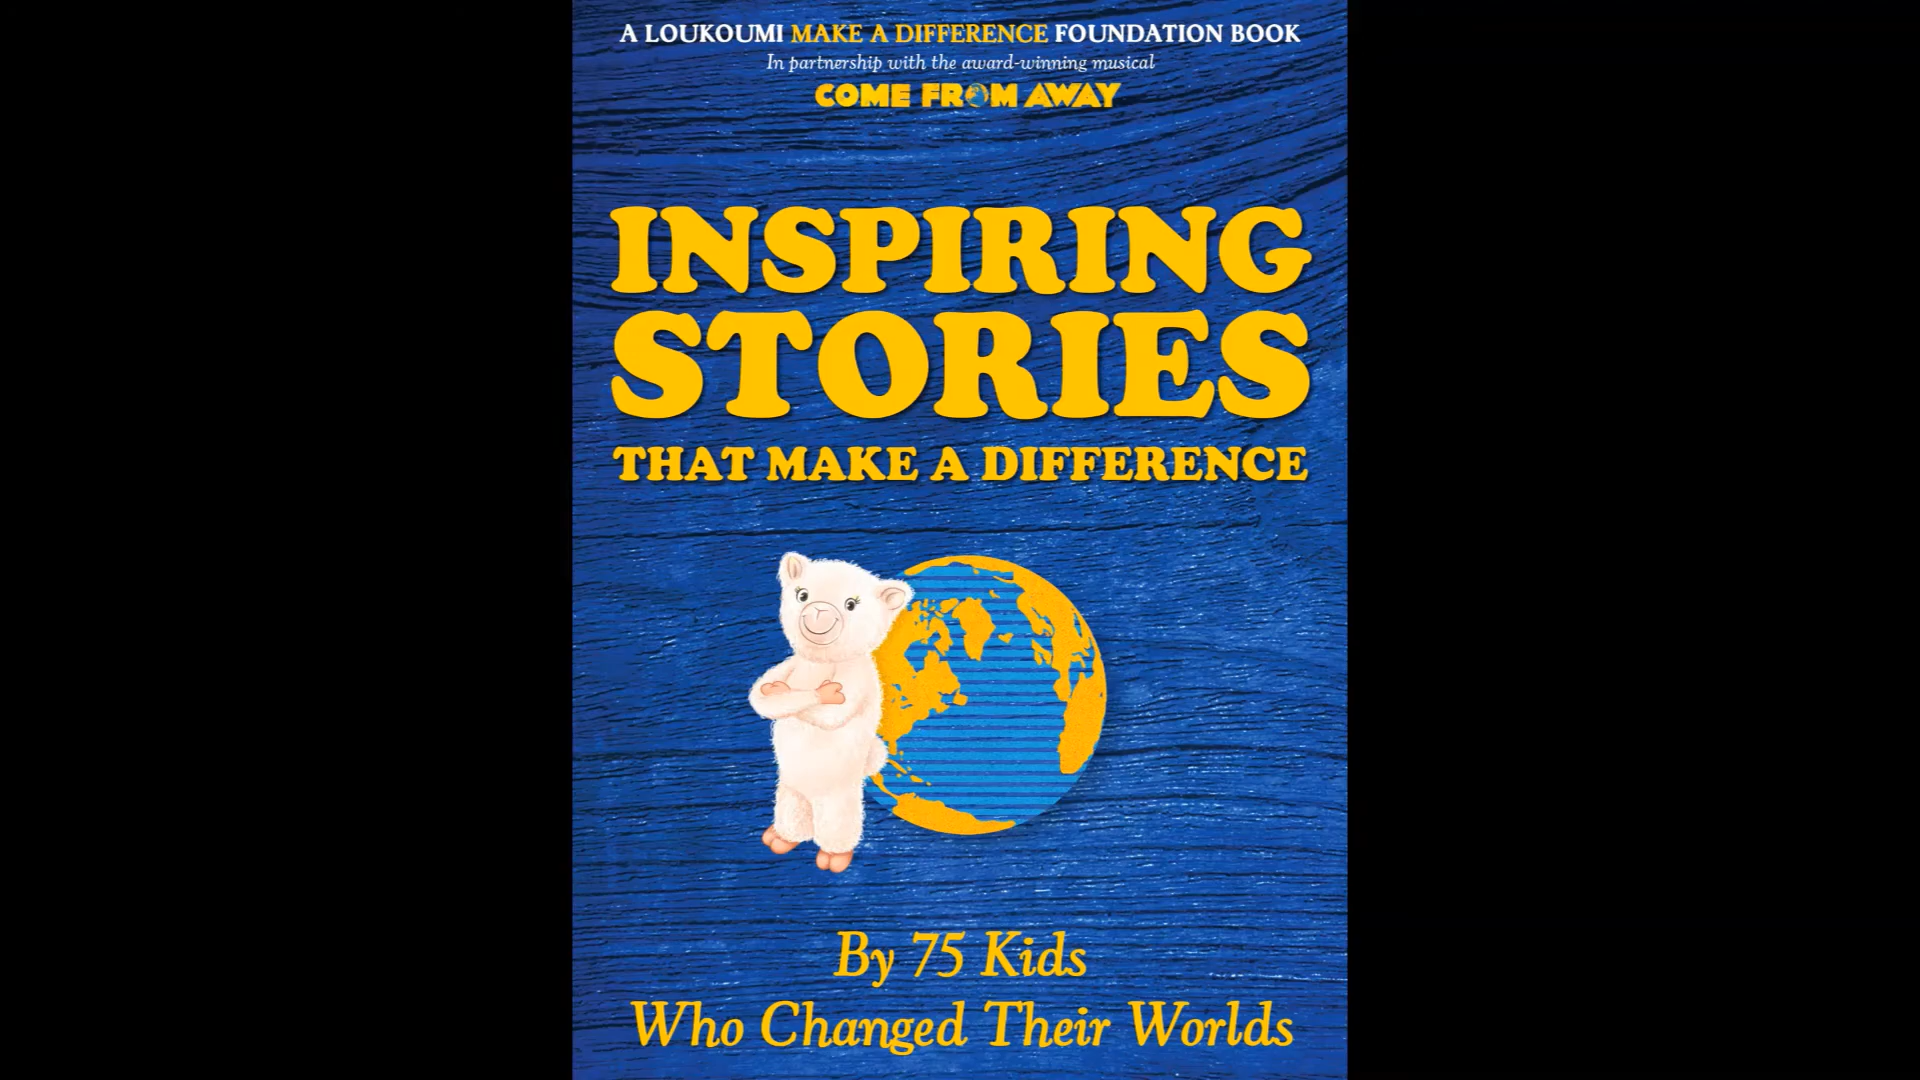 A LOUKOUMI MAKE A DIFFERENCE FOUNDATION BOOK
In partnership with the award-winning musical
COME FROM AWAY
INSPIRING
STORIES
THAT MAKE A DIFFERENCE
By 75 Kids
Who Changed Their Worlds